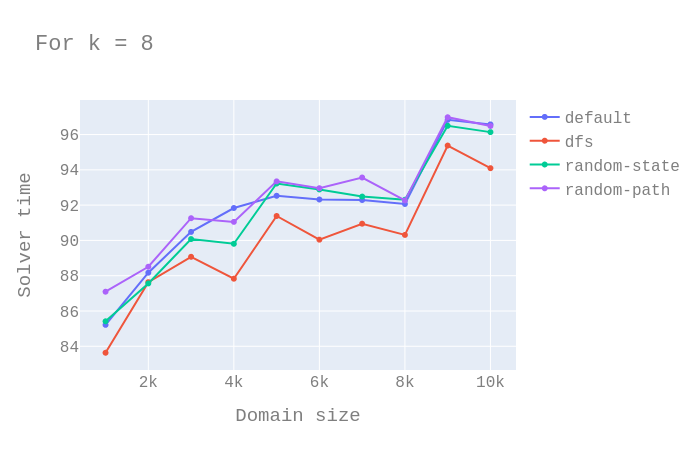 For k = 8
default
dfs
random-state
random-path
96
94
92
90
88
86
84
Solver time
2k
4k
6k
8k
10k
Domain size